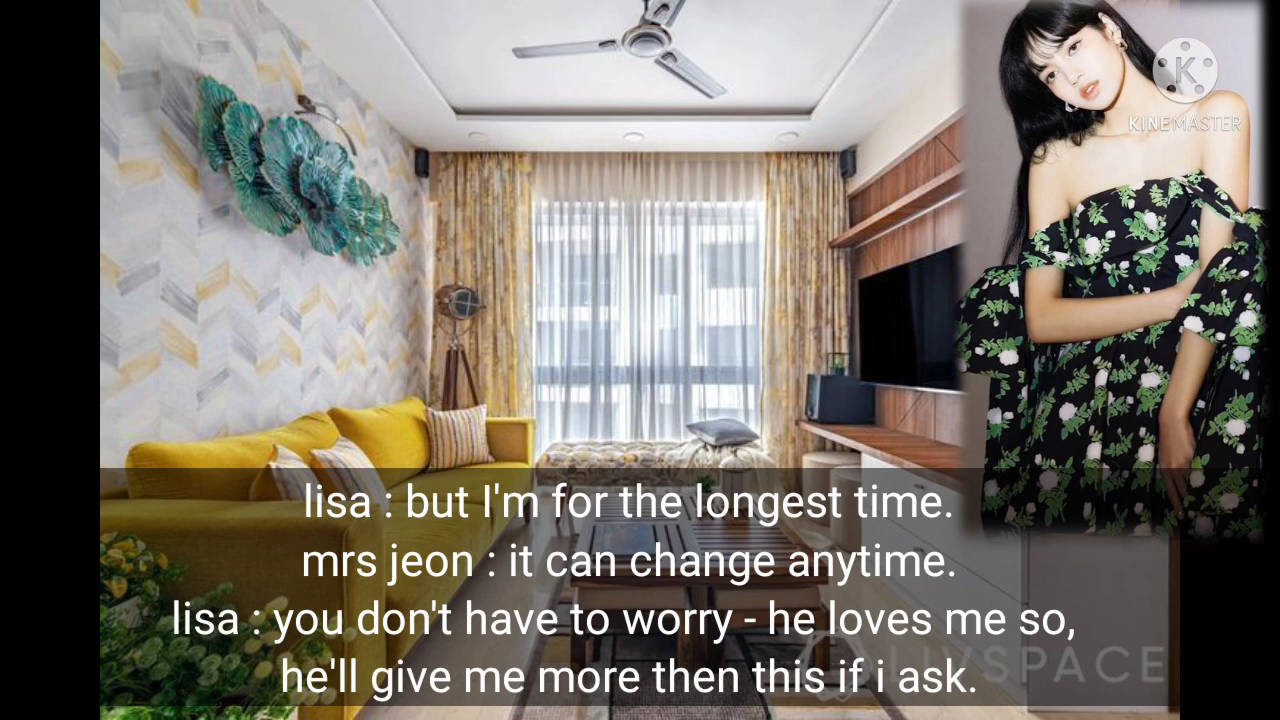 K
KINEMASTER
lisa : but I'm for the longest time.
mrs jeon : it can change anytime.
lisa : you don't have to worry - he loves me so,
he'll give me more then this if i ask.
LIVSPACE